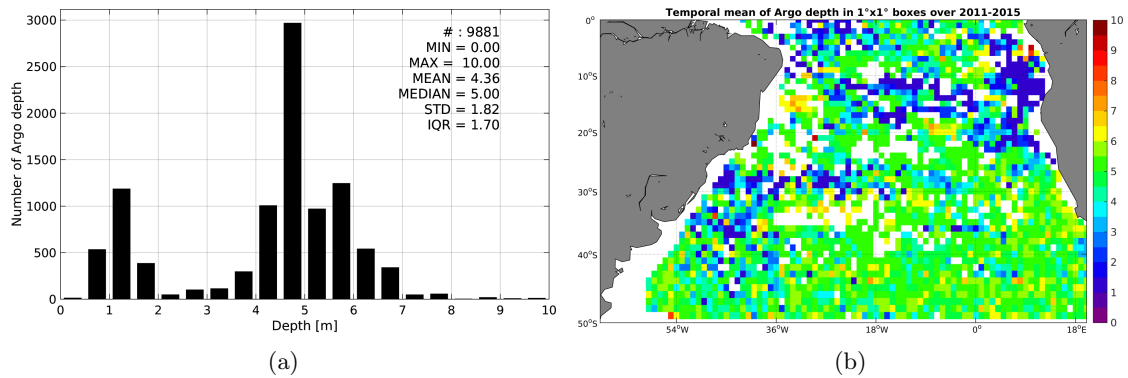 Number of Argo depth
3000
2500
2000
1500
1000
500
0
0 1 2 3 4 5 6 7 8 9 10
Depth [m]
# : 9881
MIN = 0.00
MAX = 10.00
MEAN = 4.36
MEDIAN = 5.00
STD = 1.82
IQR = 1.70
(a)
Temporal mean of Argo depth in 1°x1° boxes over 2011-2015
0°
10°S
20°S
30°S
40°S
50°S
54°W 36°W 18°W 0° 18°E
10
9
8
7
6
5
4
3
2
1
0
(b)